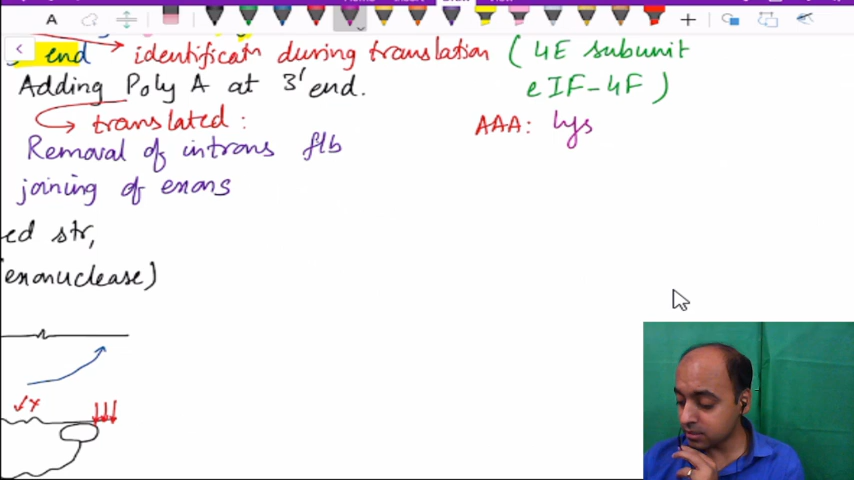 end identificatn during translation ( 4E subunit
Adding Poly A at 3' end. eIF-4F )
translated: AAA: Lys
Removal of introns flb
joining of exons
ed str,
(exonuclease)